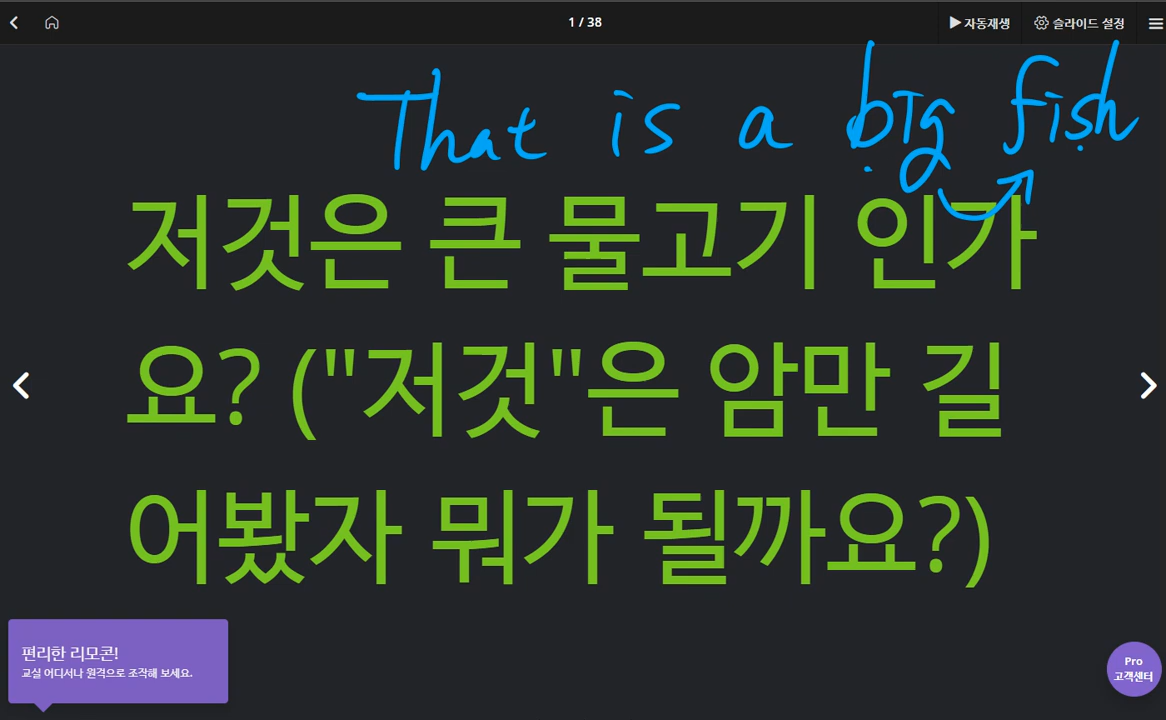 1 / 38
자동재생
슬라이드 설정
That is a big fish
저것은 큰 물고기 인가
요? ("저것"은 암만 길
어봤자 뭐가 될까요?)
편리한 리모콘!
교실 어디서나 원격으로 조작해 보세요.
Pro
고객센터